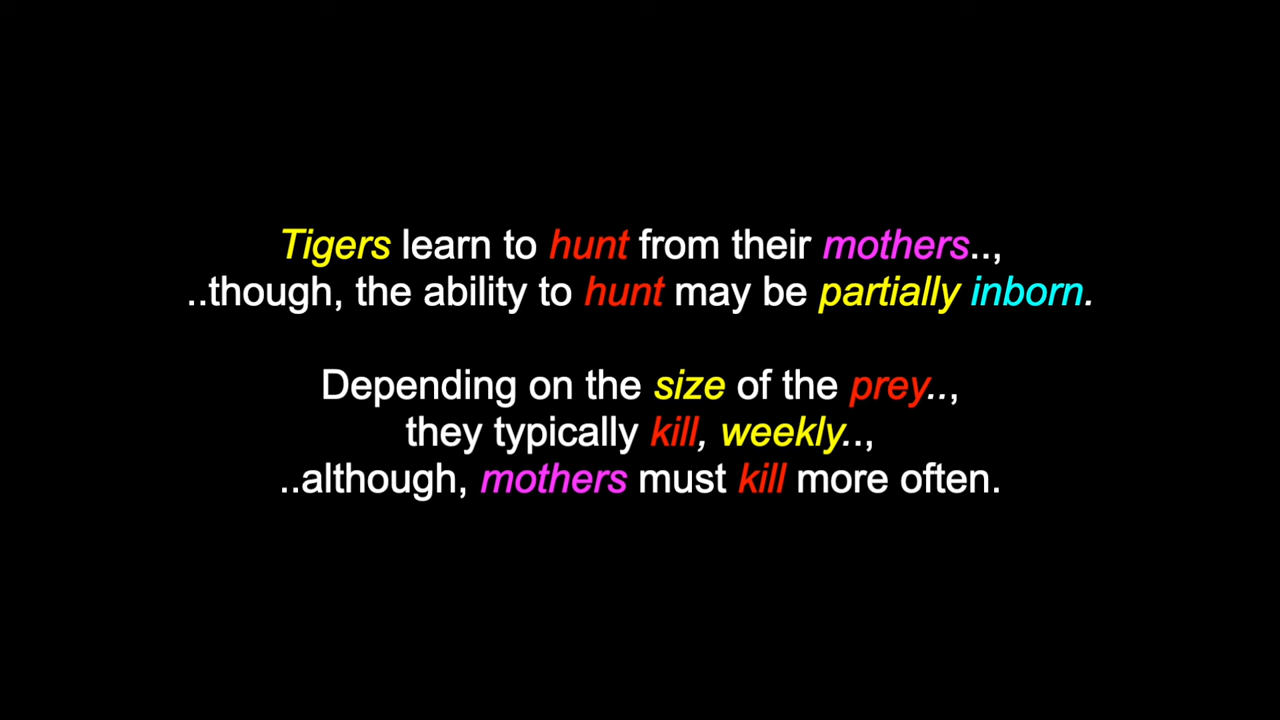 Tigers learn to hunt from their mothers..,
..though, the ability to hunt may be partially inborn.
Depending on the size of the prey..,
they typically kill, weekly..,
..although, mothers must kill more often.